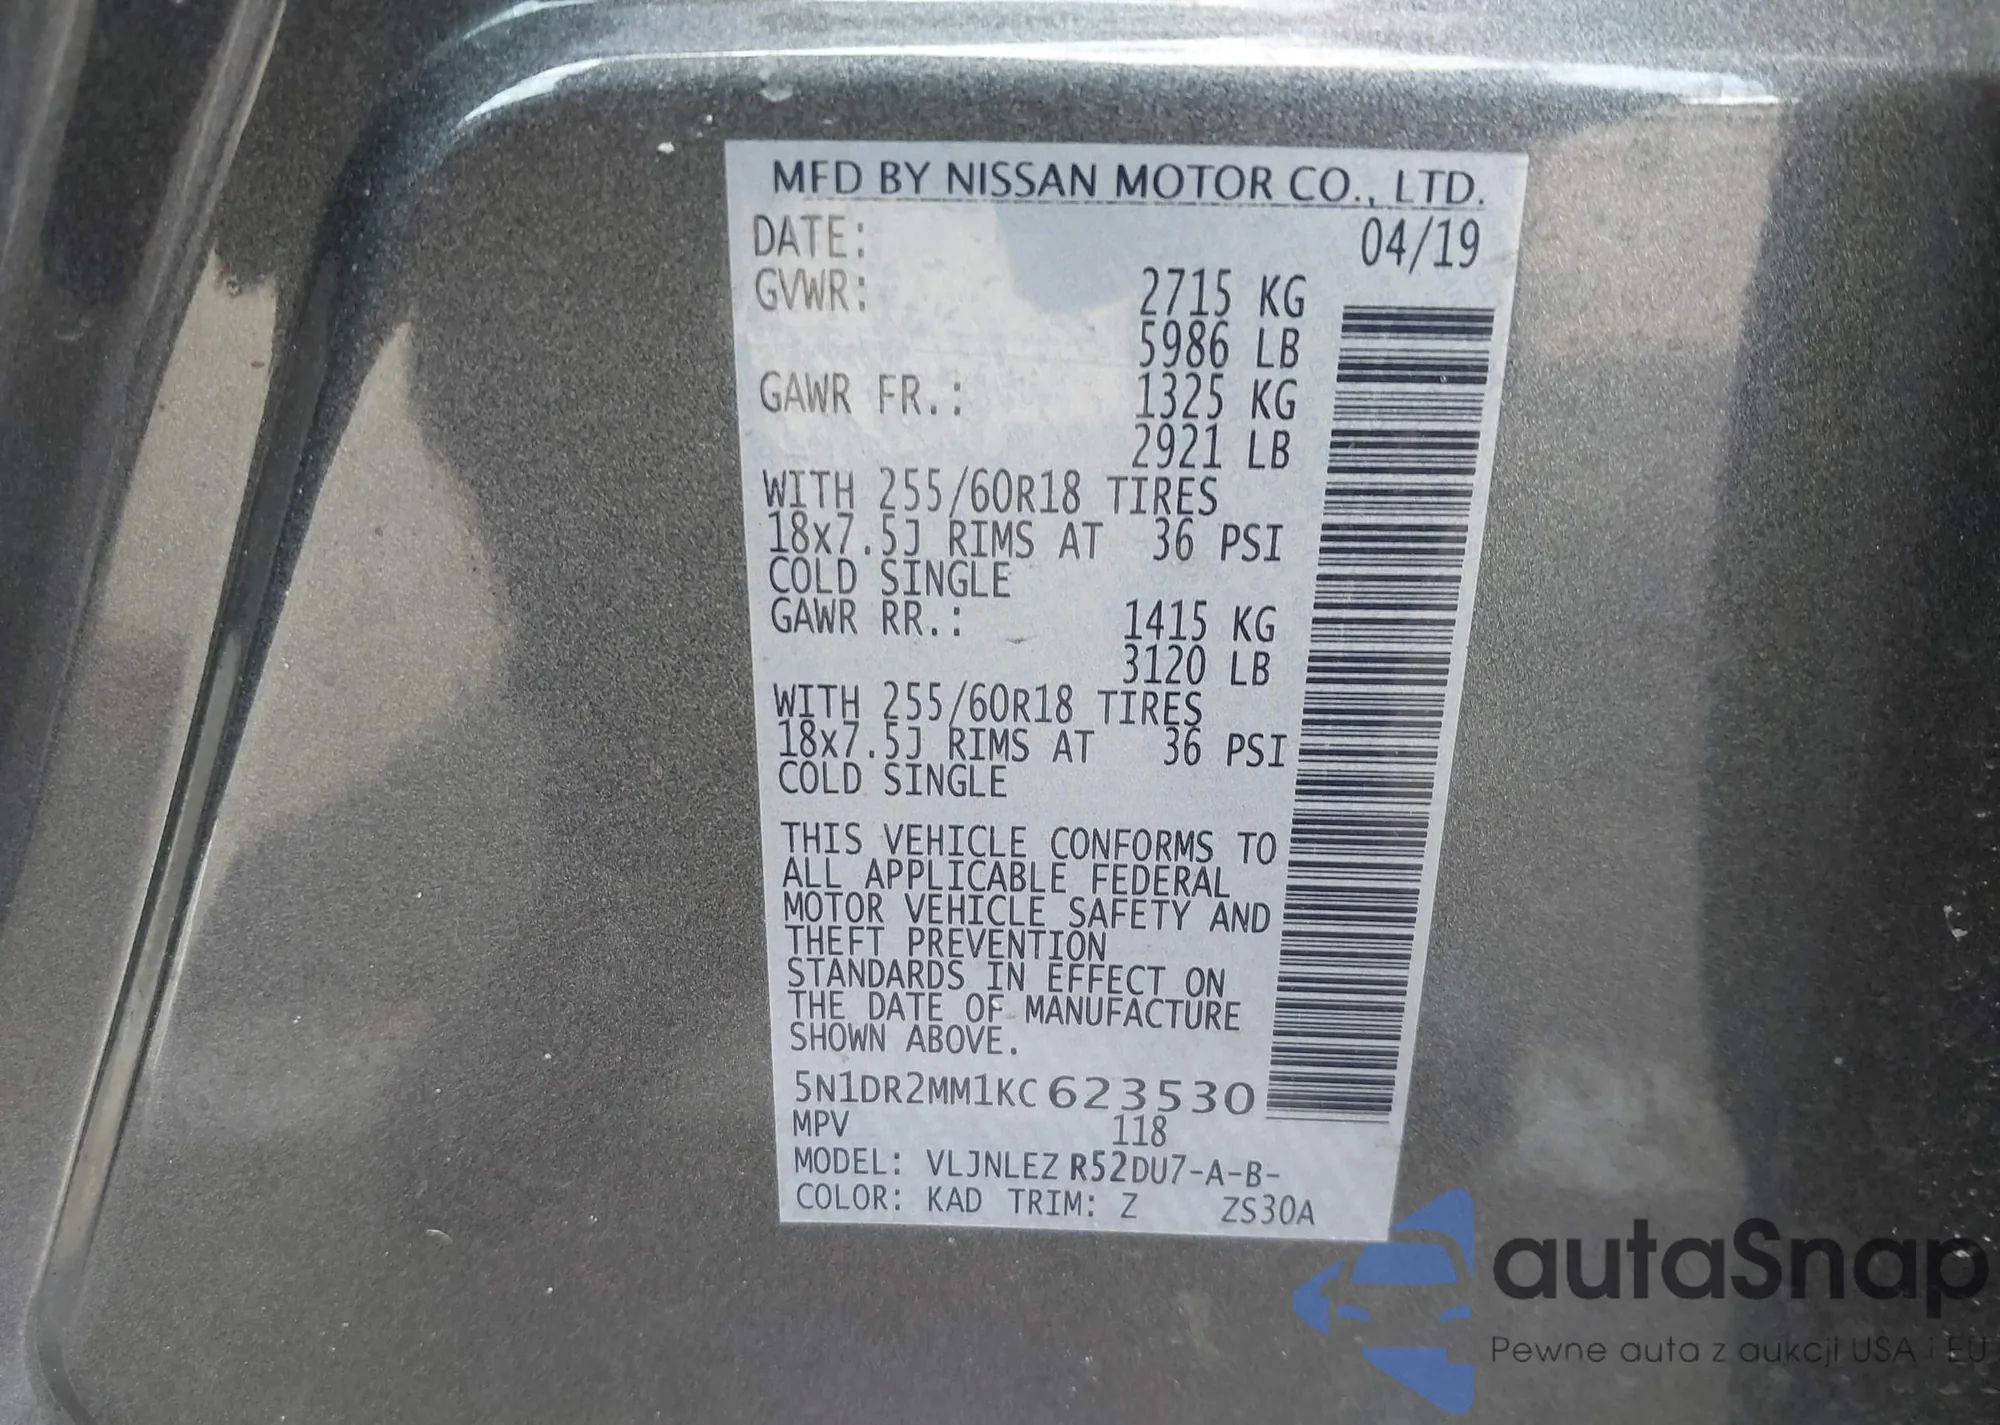 MFD BY NISSAN MOTOR CO., LTD.
DATE: 04/19
GVWR: 2715 KG
5986 LB
GAWR FR.: 1325 KG
2921 LB
WITH 255/60R18 TIRES
18x7.5J RIMS AT 36 PSI
COLD SINGLE
GAWR RR.: 1415 KG
3120 LB
WITH 255/60R18 TIRES
18x7.5J RIMS AT 36 PSI
COLD SINGLE
THIS VEHICLE CONFORMS TO
ALL APPLICABLE FEDERAL
MOTOR VEHICLE SAFETY AND
THEFT PREVENTION
STANDARDS IN EFFECT ON
THE DATE OF MANUFACTURE
SHOWN ABOVE.
5N1DR2MM1KC623530
MPV 118
MODEL: VLJNLEZ R52DU7-A-B-
COLOR: KAD TRIM: Z ZS30A
autaSnap
Pewne auta z aukcji USA i EU